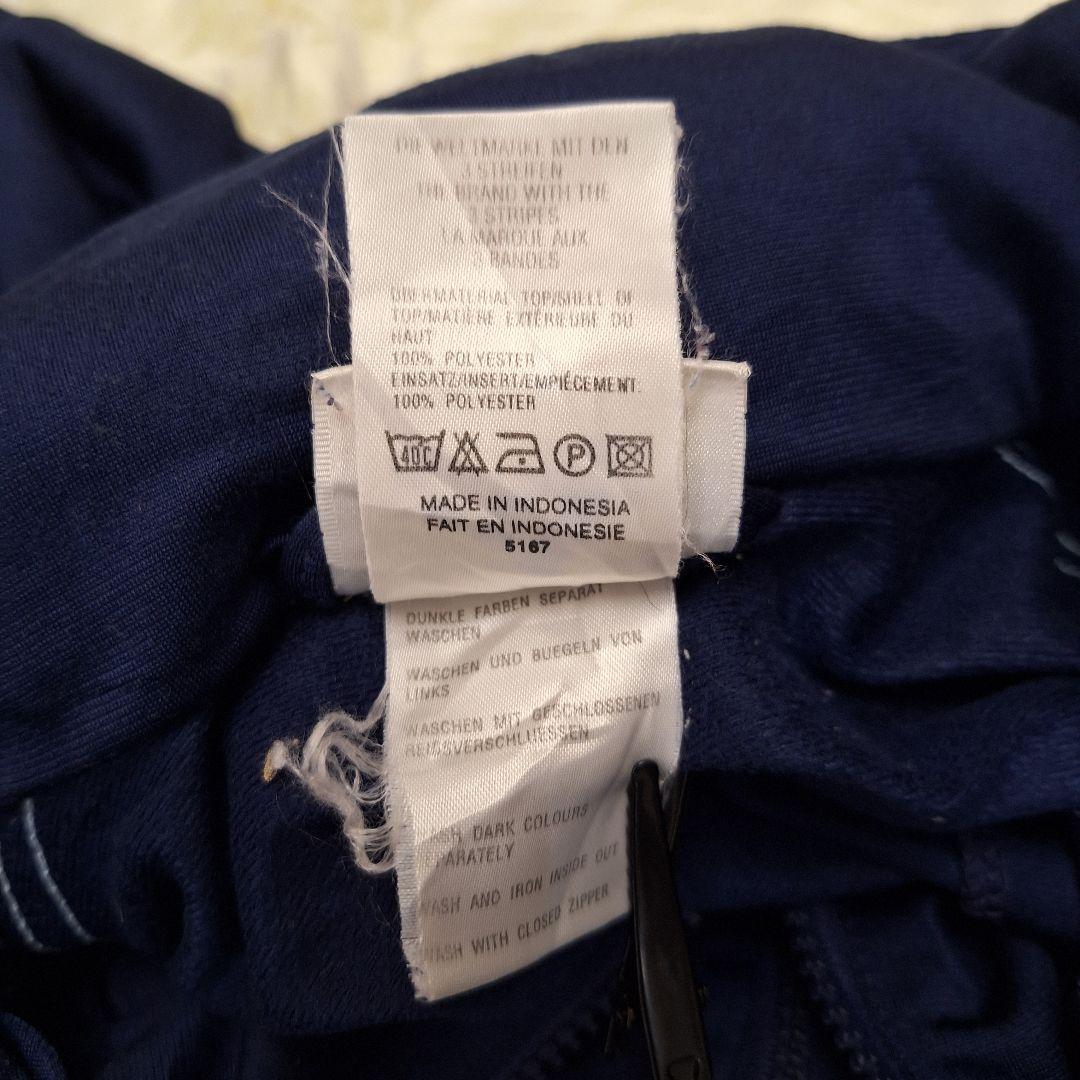 DIE WELTMARKE MIT DEN
3 STREIFEN
THE BRAND WITH THE
3 STRIPES
LA MARQUE AUX
3 BANDES
OBERMATERIAL TOP/SHELL OF
TOP/MATIÈRE EXTÉRIEURE DU
HAUT
100% POLYESTER
EINSATZ/INSERT/EMPIÉCEMENT.
100% POLYESTER
40C P
MADE IN INDONESIA
FAIT EN INDONESIE
5167
DUNKLE FARBEN SEPARAT
WASCHEN
WASCHEN UND BUEGELN VON
LINKS
WASCHEN MIT GESCHLOSSENEN
REISSVERSCHLUESSEN
WASH DARK COLOURS
SEPARATELY
WASH AND IRON INSIDE OUT
WASH WITH CLOSED ZIPPER